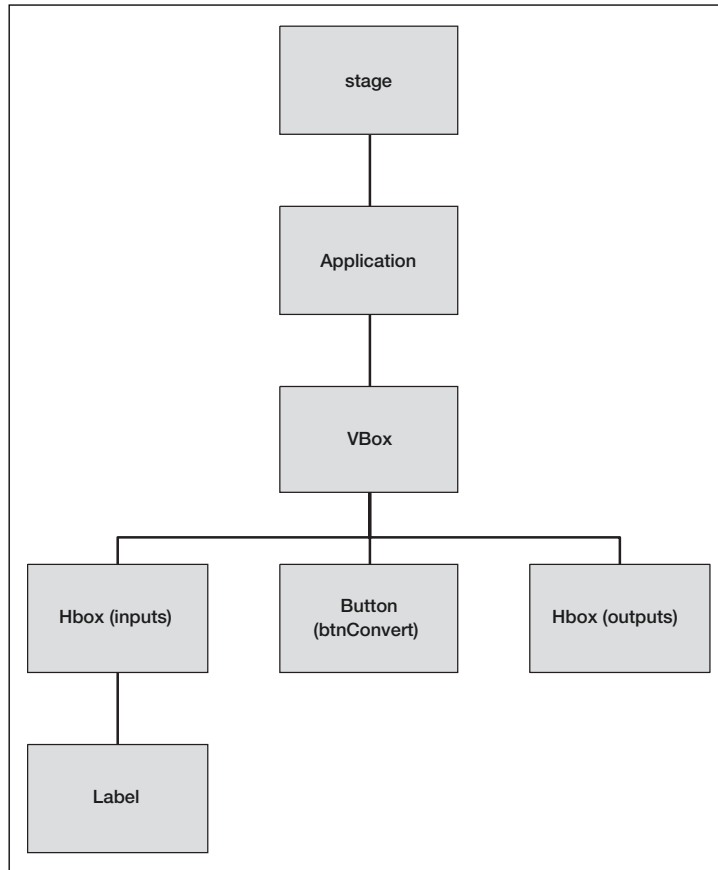 stage
Application
VBox
Hbox (inputs)
Button
(btnConvert)
Hbox (outputs)
Label